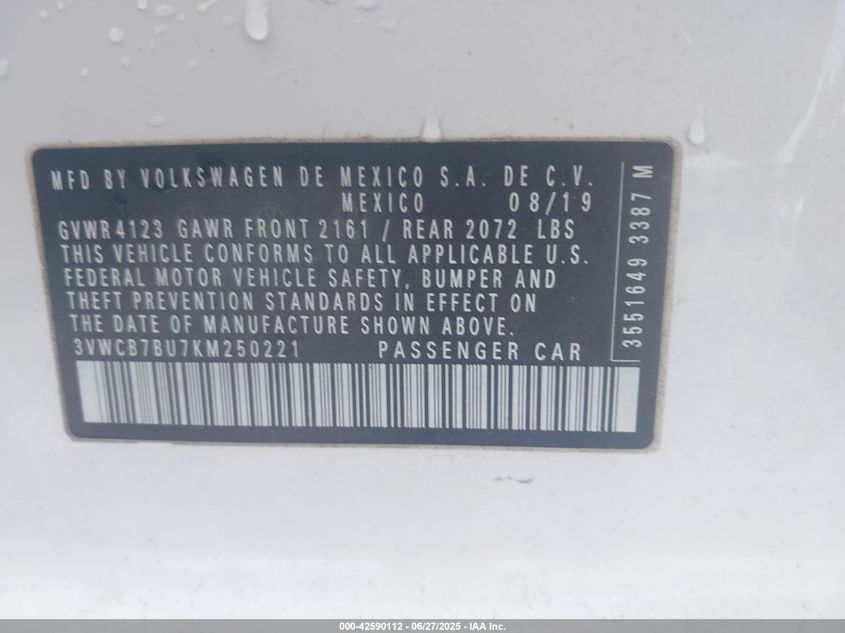 MFD BY VOLKSWAGEN DE MEXICO S.A. DE C.V.
MEXICO 08/19
GVWR 4123 GAWR FRONT 2161 / REAR 2072 LBS
THIS VEHICLE CONFORMS TO ALL APPLICABLE U.S.
FEDERAL MOTOR VEHICLE SAFETY, BUMPER AND
THEFT PREVENTION STANDARDS IN EFFECT ON
THE DATE OF MANUFACTURE SHOWN ABOVE.
3VWCB7BU7KM250221 PASSENGER CAR
3551649 3387 M
000-42590112 - 06/27/2025 - IAA Inc.